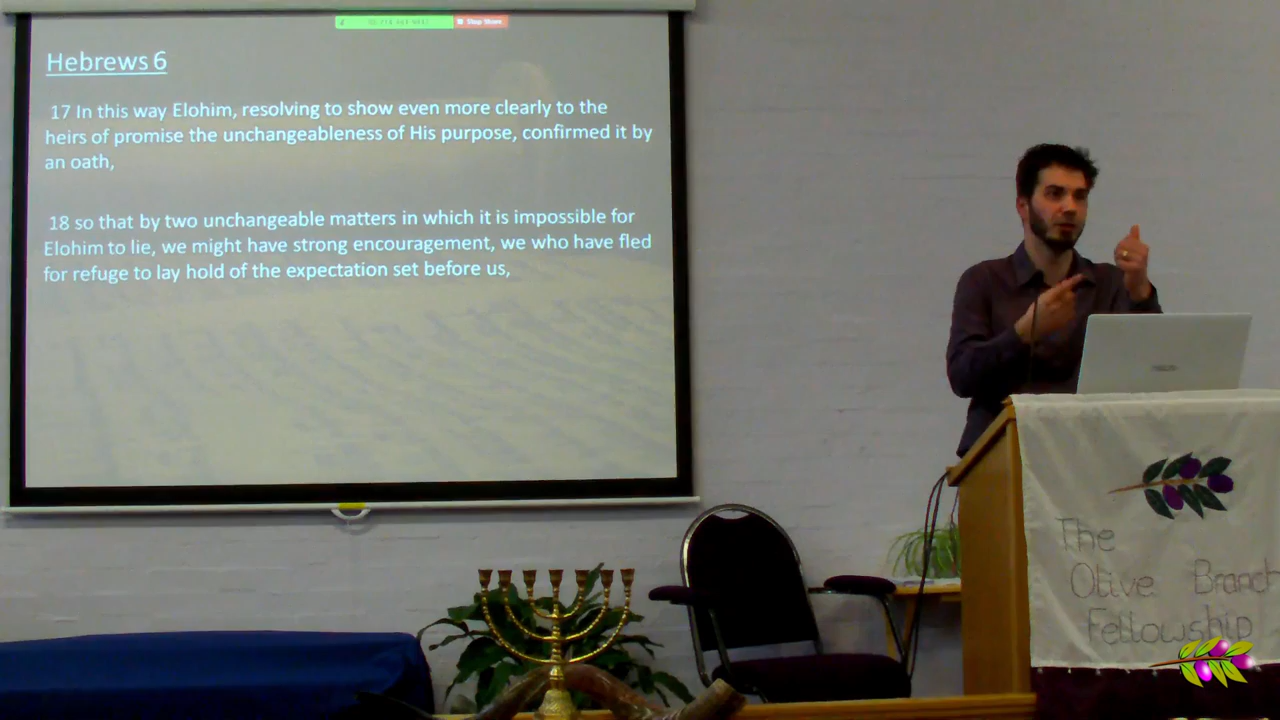 Stop Share
Hebrews 6
17 In this way Elohim, resolving to show even more clearly to the
heirs of promise the unchangeableness of His purpose, confirmed it by
an oath,
18 so that by two unchangeable matters in which it is impossible for
Elohim to lie, we might have strong encouragement, we who have fled
for refuge to lay hold of the expectation set before us,
The
Olive Branch
Fellowship